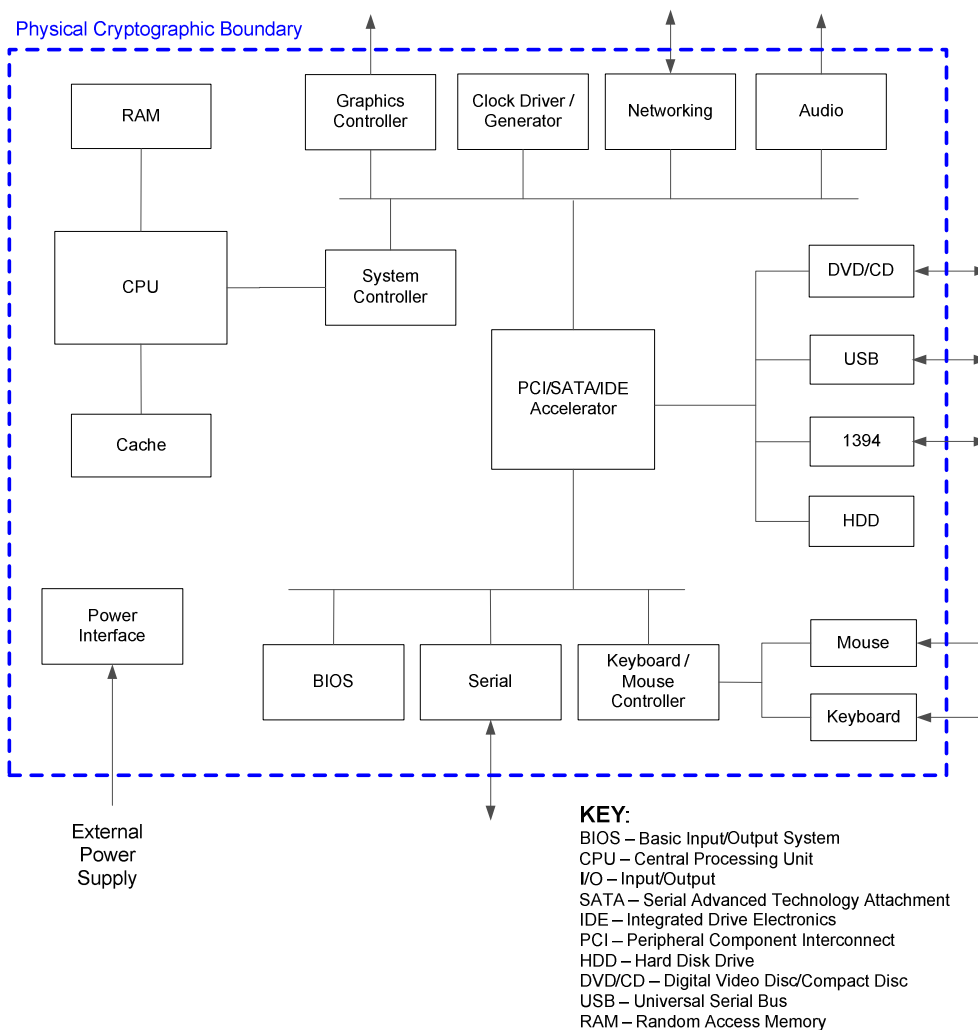 Physical Cryptographic Boundary
RAM
Graphics
Controller
Clock Driver /
Generator
Networking
Audio
CPU
System
Controller
DVD/CD
USB
PCI/SATA/IDE
Accelerator
1394
Cache
HDD
Power
Interface
BIOS
Serial
Keyboard /
Mouse
Controller
Mouse
Keyboard
External
Power
Supply
KEY:
BIOS – Basic Input/Output System
CPU – Central Processing Unit
I/O – Input/Output
SATA – Serial Advanced Technology Attachment
IDE – Integrated Drive Electronics
PCI – Peripheral Component Interconnect
HDD – Hard Disk Drive
DVD/CD – Digital Video Disc/Compact Disc
USB – Universal Serial Bus
RAM – Random Access Memory